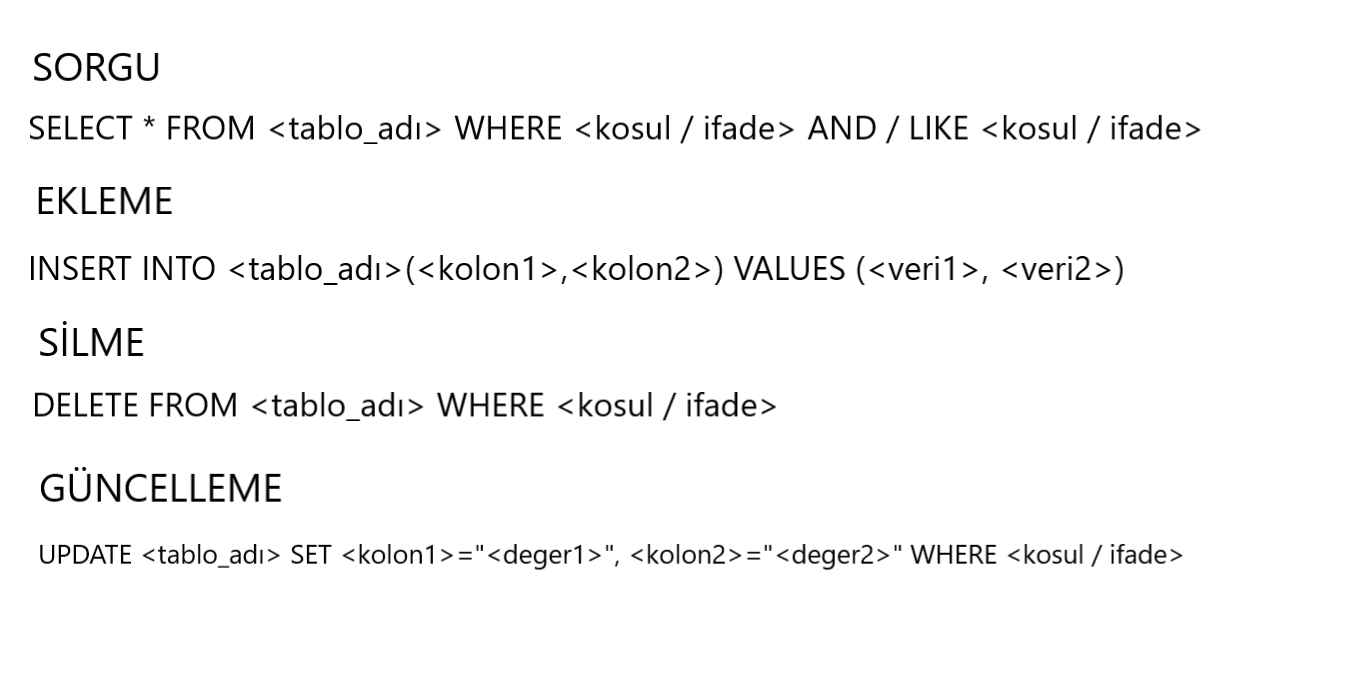 SORGU
SELECT * FROM <tablo_adı> WHERE <kosul / ifade> AND / LIKE <kosul / ifade>
EKLEME
INSERT INTO <tablo_adı>(<kolon1>,<kolon2>) VALUES (<veri1>, <veri2>)
SİLME
DELETE FROM <tablo_adı> WHERE <kosul / ifade>
GÜNCELLEME
UPDATE <tablo_adı> SET <kolon1>="<deger1>", <kolon2>="<deger2>" WHERE <kosul / ifade>